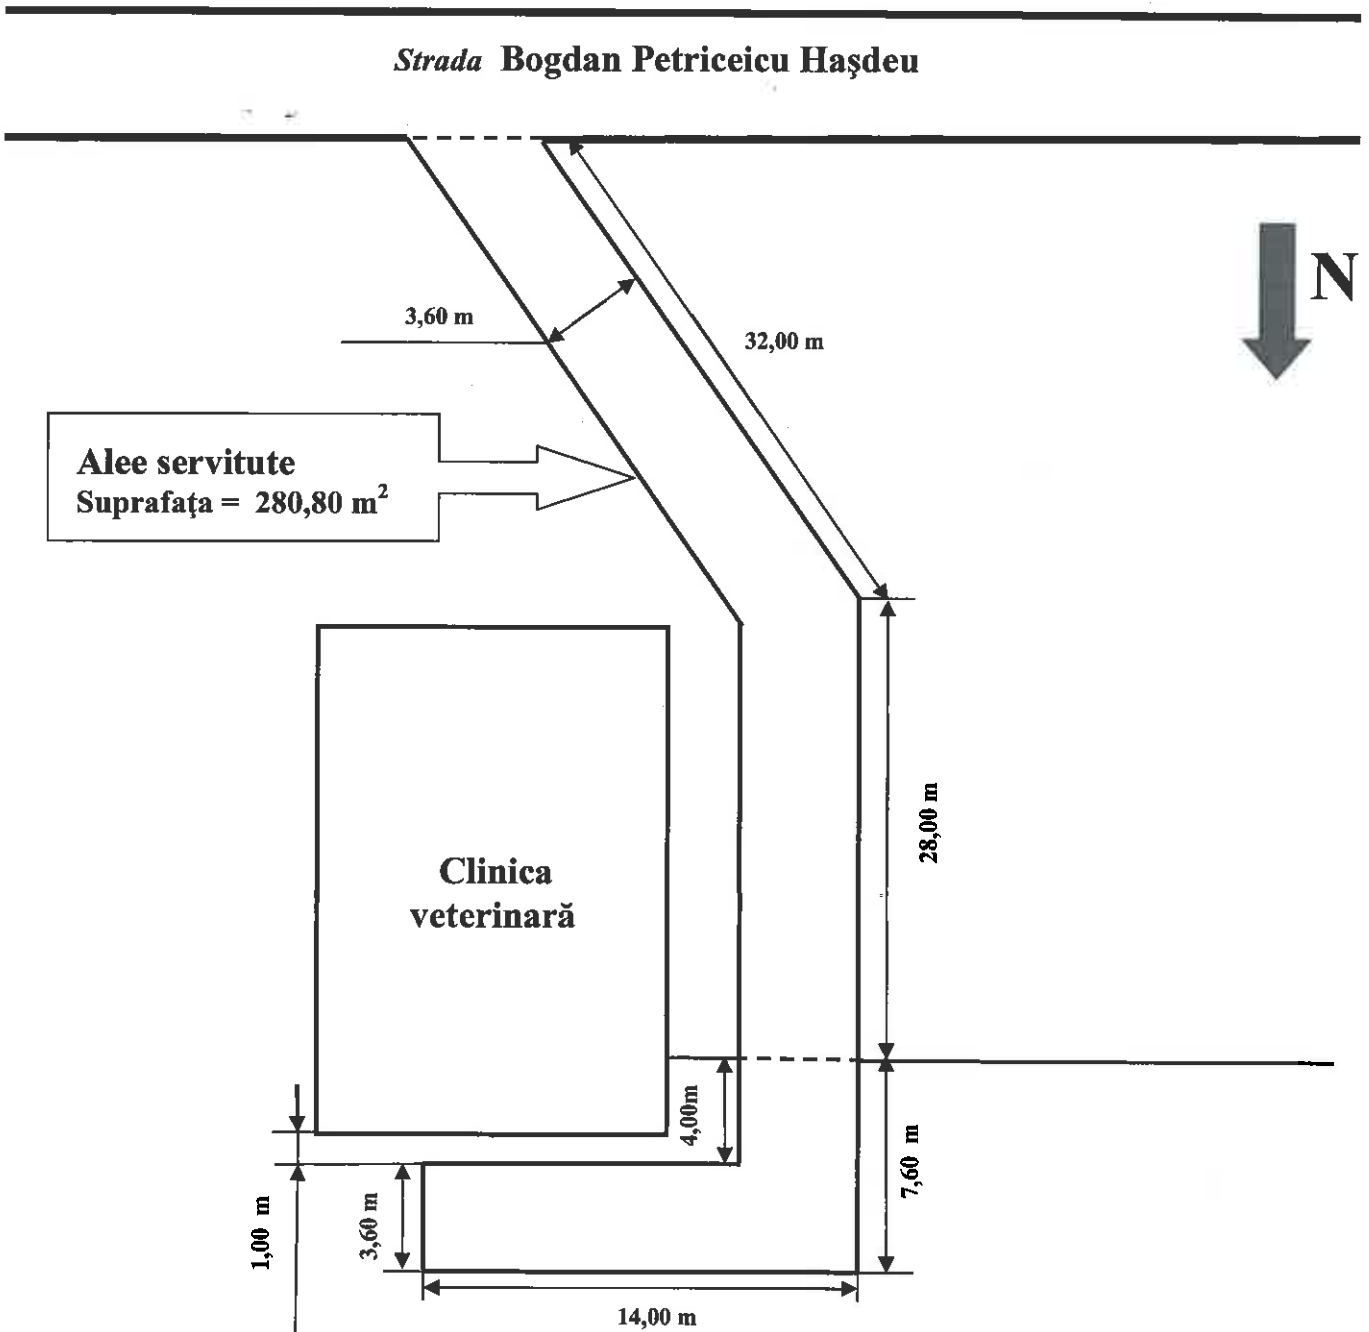 Strada Bogdan Petriceicu Haşdeu
N
3,60 m
32,00 m
Alee servitute
Suprafaţa = 280,80 m²
28,00 m
Clinica
veterinară
4,00m
7,60 m
1,00 m
3,60 m
14,00 m